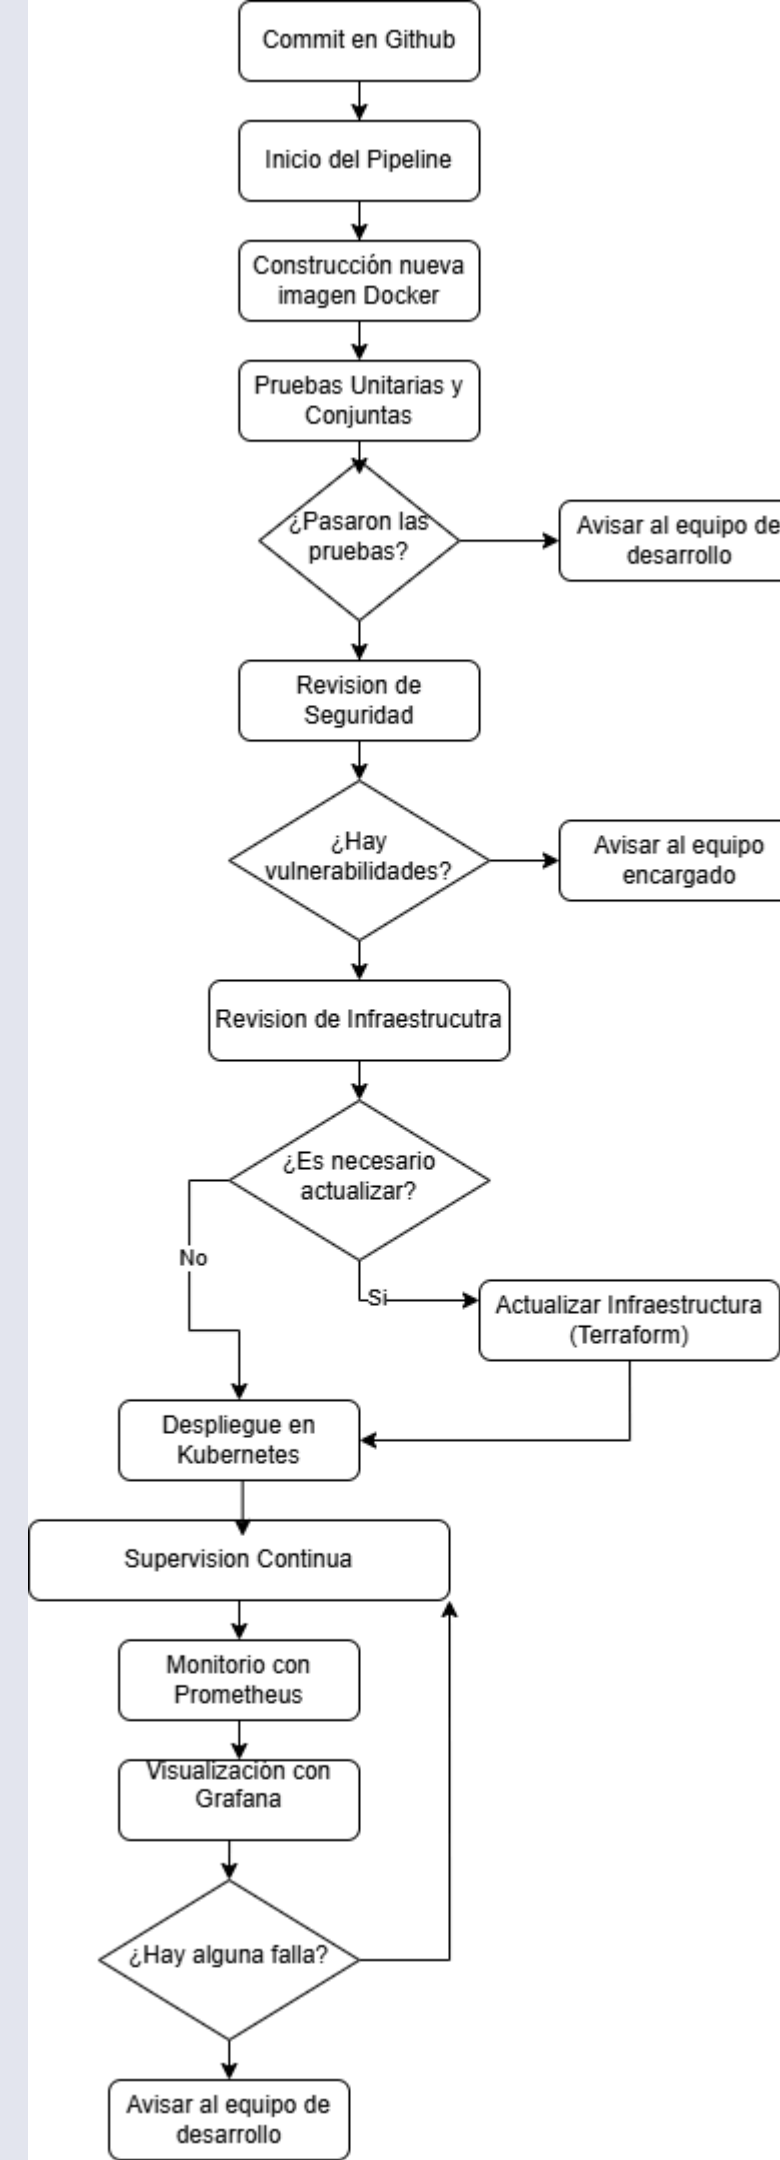 Commit en Github
Inicio del Pipeline
Construcción nueva
imagen Docker
Pruebas Unitarias y
Conjuntas
¿Pasaron las
pruebas?
Avisar al equipo de
desarrollo
Revision de
Seguridad
¿Hay
vulnerabilidades?
Avisar al equipo
encargado
Revision de Infraestrucutra
¿Es necesario
actualizar?
No
Si
Actualizar Infraestructura
(Terraform)
Despliegue en
Kubernetes
Supervision Continua
Monitorio con
Prometheus
Visualización con
Grafana
¿Hay alguna falla?
Avisar al equipo de
desarrollo